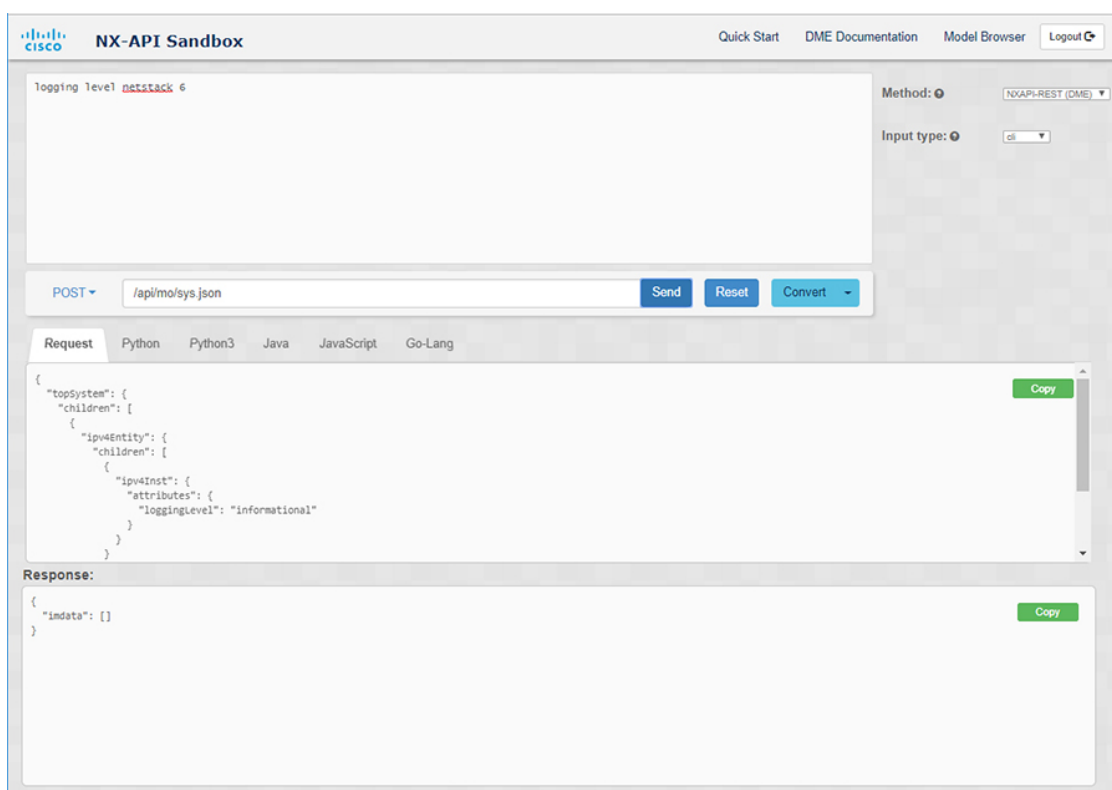 CISCO NX-API Sandbox Quick Start DME Documentation Model Browser Logout
logging level netstack 6
Method: NXAPI-REST (DME)
Input type: cli
POST /api/mo/sys.json Send Reset Convert
Request Python Python3 Java JavaScript Go-Lang
Copy
{
  "topSystem": {
    "children": [
      {
        "ipv4Entity": {
          "children": [
            {
              "ipv4Inst": {
                "attributes": {
                  "loggingLevel": "informational"
                }
              }
            }
Response:
Copy
{
  "imdata": []
}